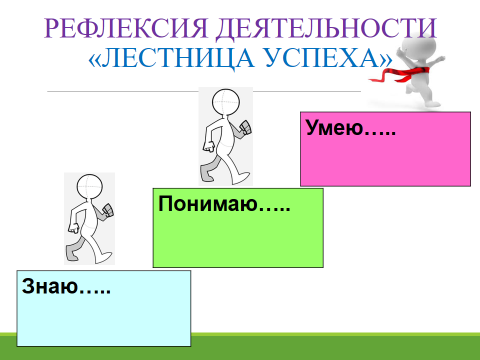 РЕФЛЕКСИЯ ДЕЯТЕЛЬНОСТИ
«ЛЕСТНИЦА УСПЕХА»
Умею…..
Понимаю…..
Знаю…..